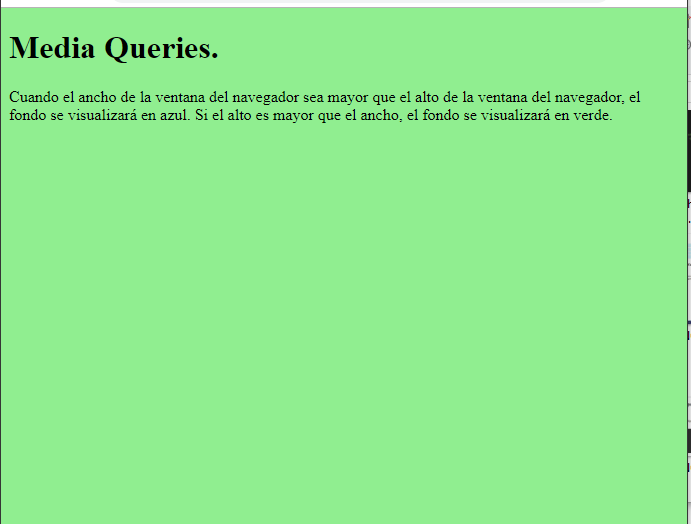 Media Queries.
Cuando el ancho de la ventana del navegador sea mayor que el alto de la ventana del navegador, el
fondo se visualizará en azul. Si el alto es mayor que el ancho, el fondo se visualizará en verde.